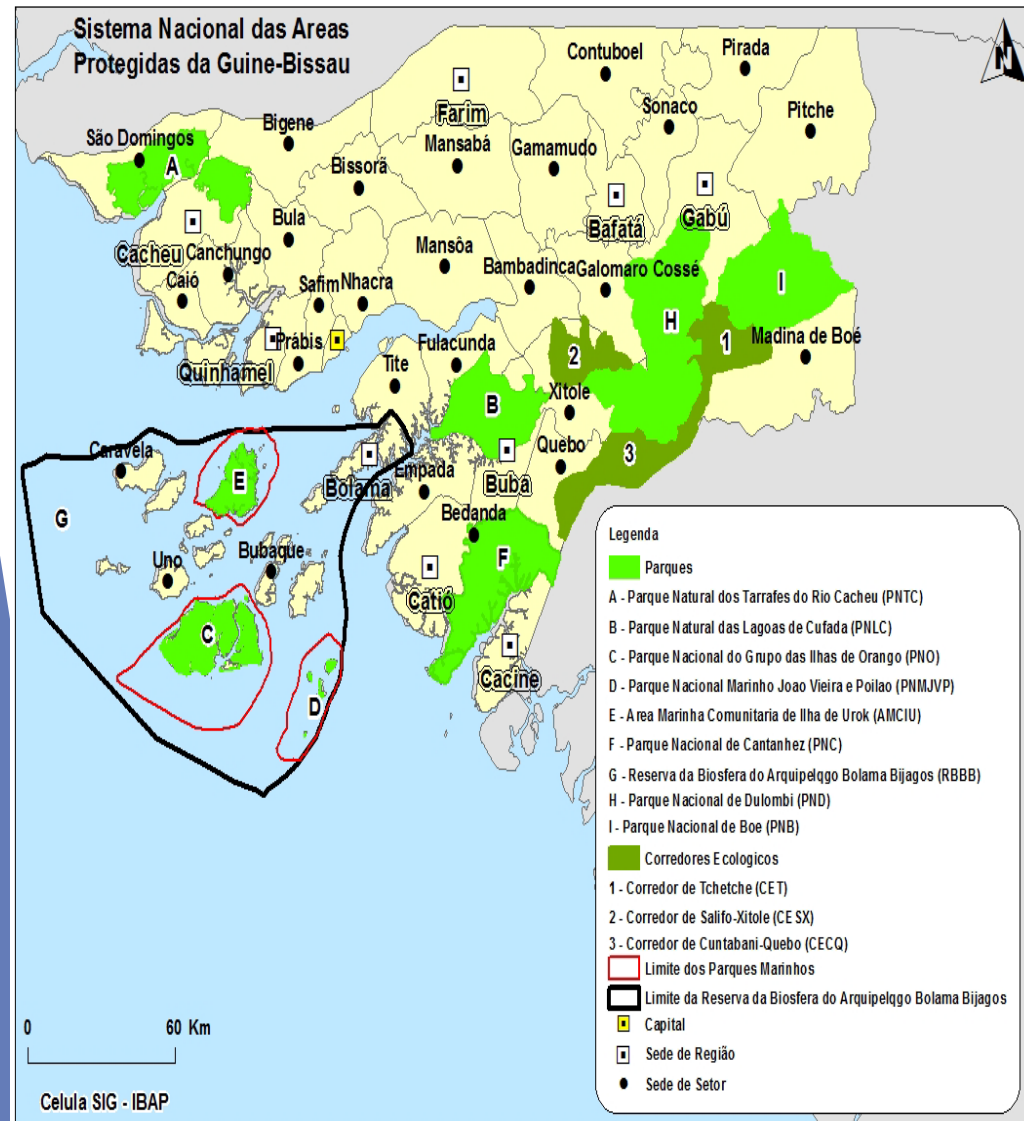 Sistema Nacional das Areas
Protegidas da Guine-Bissau
N
Contuboel
Pirada
Farim
Sonaco
Pitche
Bigene
São Domingos
A
Mansabá
Gamamudo
Bissorã
Gabú
Bafatá
Bula
Cacheu
Canchungo
Mansôa
Bambadinca
Galomaro Cossé
Caió
Safim
Nhacra
I
H
1
Madina de Boé
Prábis
Quinhamel
Fulacunda
2
Tite
Xitole
B
Caravela
Quebo
Bolama
Empada
Buba
3
E
G
Bedanda
Uno
Bubaque
F
Catió
C
Cacine
D
Legenda
Parques
A - Parque Natural dos Tarrafes do Rio Cacheu (PNTC)
B - Parque Natural das Lagoas de Cufada (PNLC)
C - Parque Nacional do Grupo das Ilhas de Orango (PNO)
D - Parque Nacional Marinho Joao Vieira e Poilao (PNMJVP)
E - Area Marinha Comunitaria de Ilha de Urok (AMCIU)
F - Parque Nacional de Cantanhez (PNC)
G - Reserva da Biosfera do Arquipelqgo Bolama Bijagos (RBBB)
H - Parque Nacional de Dulombi (PND)
I - Parque Nacional de Boe (PNB)
Corredores Ecologicos
1 - Corredor de Tchetche (CET)
2 - Corredor de Salifo-Xitole (CESX)
3 - Corredor de Cuntabani-Quebo (CECQ)
Limite dos Parques Marinhos
Limite da Reserva da Biosfera do Arquipelqgo Bolama Bijagos
Capital
Sede de Região
Sede de Setor
0 60 Km
Celula SIG - IBAP